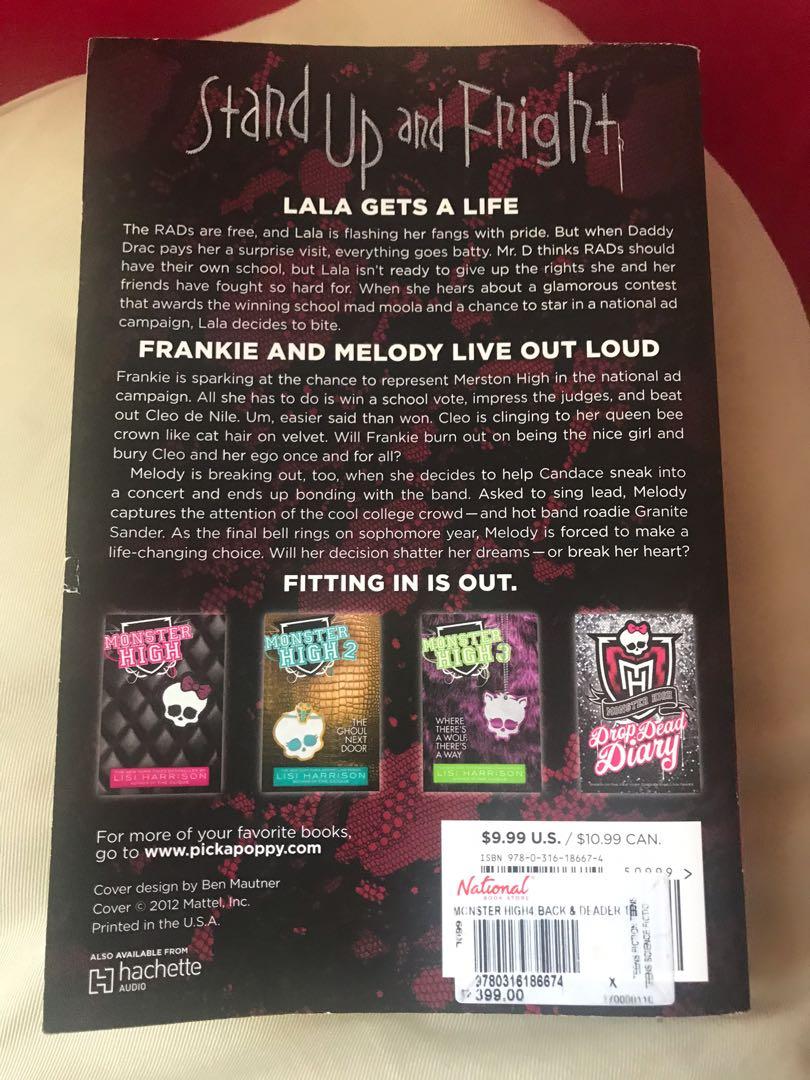 Stand Up and Fright
LALA GETS A LIFE
The RADs are free, and Lala is flashing her fangs with pride. But when Daddy
Drac pays her a surprise visit, everything goes batty. Mr. D thinks RADs should
have their own school, but Lala isn't ready to give up the rights she and her
friends have fought so hard for. When she hears about a glamorous contest
that awards the winning school mad moola and a chance to star in a national ad
campaign, Lala decides to bite.
FRANKIE AND MELODY LIVE OUT LOUD
Frankie is sparking at the chance to represent Merston High in the national ad
campaign. All she has to do is win a school vote, impress the judges, and beat
out Cleo de Nile. Um, easier said than won. Cleo is clinging to her queen bee
crown like cat hair on velvet. Will Frankie burn out on being the nice girl and
bury Cleo and her ego once and for all?
Melody is breaking out, too, when she decides to help Candace sneak into
a concert and ends up bonding with the band. Asked to sing lead, Melody
captures the attention of the cool college crowd—and hot band roadie Granite
Sander. As the final bell rings on sophomore year, Melody is forced to make a
life-changing choice. Will her decision shatter her dreams—or break her heart?
FITTING IN IS OUT.
MONSTER
HIGH
LISI HARRISON
MONSTER
HIGH 2
THE
GHOUL
NEXT
DOOR
LISI HARRISON
MONSTER
HIGH 3
WHERE
THERE'S
A WOLF,
THERE'S
A WAY
LISI HARRISON
MONSTER HIGH
Drop Dead
Diary
For more of your favorite books,
go to www.pickapoppy.com
Cover design by Ben Mautner
Cover © 2012 Mattel, Inc.
Printed in the U.S.A.
ALSO AVAILABLE FROM
hachette
AUDIO
$9.99 U.S. / $10.99 CAN.
ISBN 978-0-316-18667-4
50999 >
National
BOOK STORE
MONSTER HIGH4 BACK & DEADER
9780316186674
X
399.00
TEENS FICTION
TEENS SCIENCE FICTIO